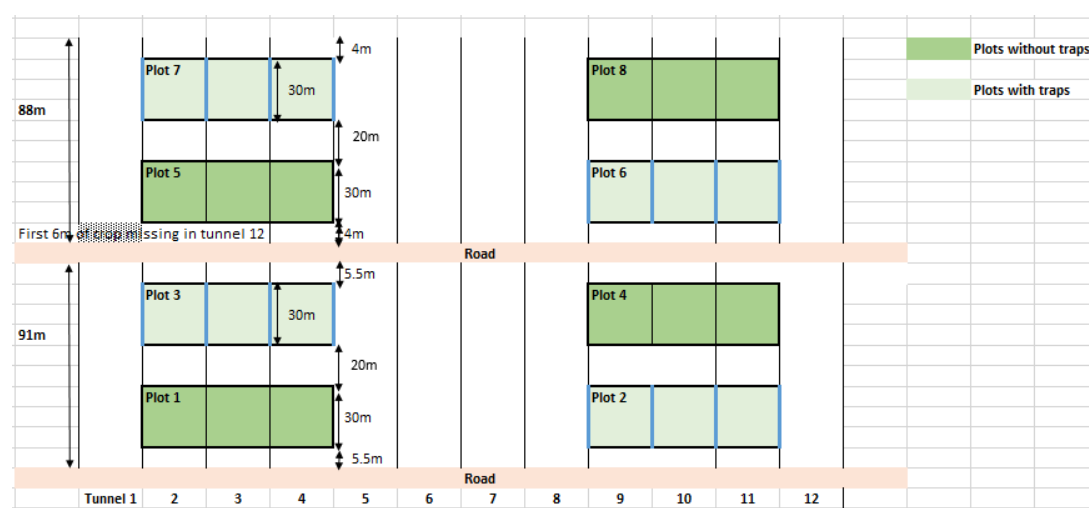 4m
Plots without traps
Plot 7
Plot 8
30m
Plots with traps
88m
20m
Plot 5
Plot 6
30m
First 6m of crop missing in tunnel 12
4m
Road
5.5m
Plot 3
Plot 4
30m
91m
20m
Plot 1
Plot 2
30m
5.5m
Road
Tunnel 1 2 3 4 5 6 7 8 9 10 11 12